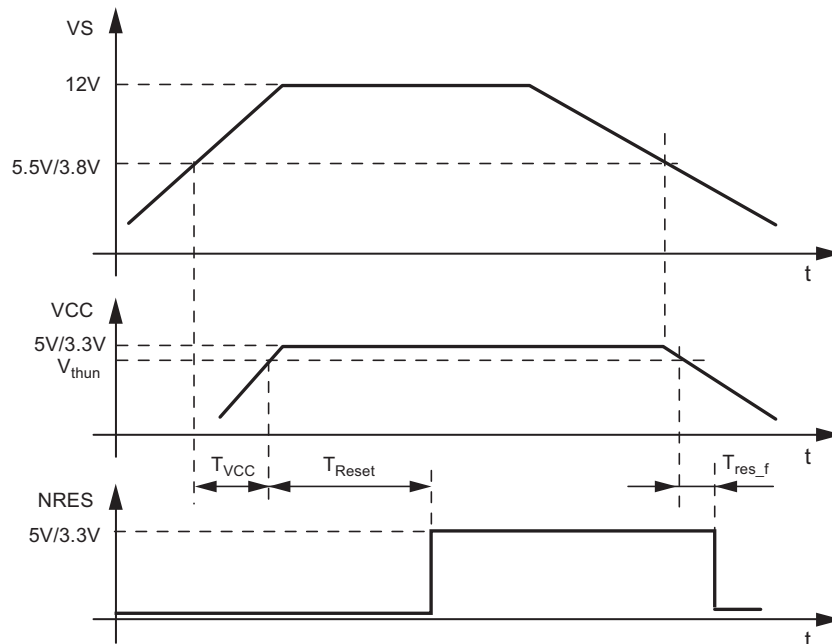 VS
12V
5.5V/3.8V
t
VCC
5V/3.3V
Vthun
t
TVCC
TReset
Tres_f
NRES
5V/3.3V
t